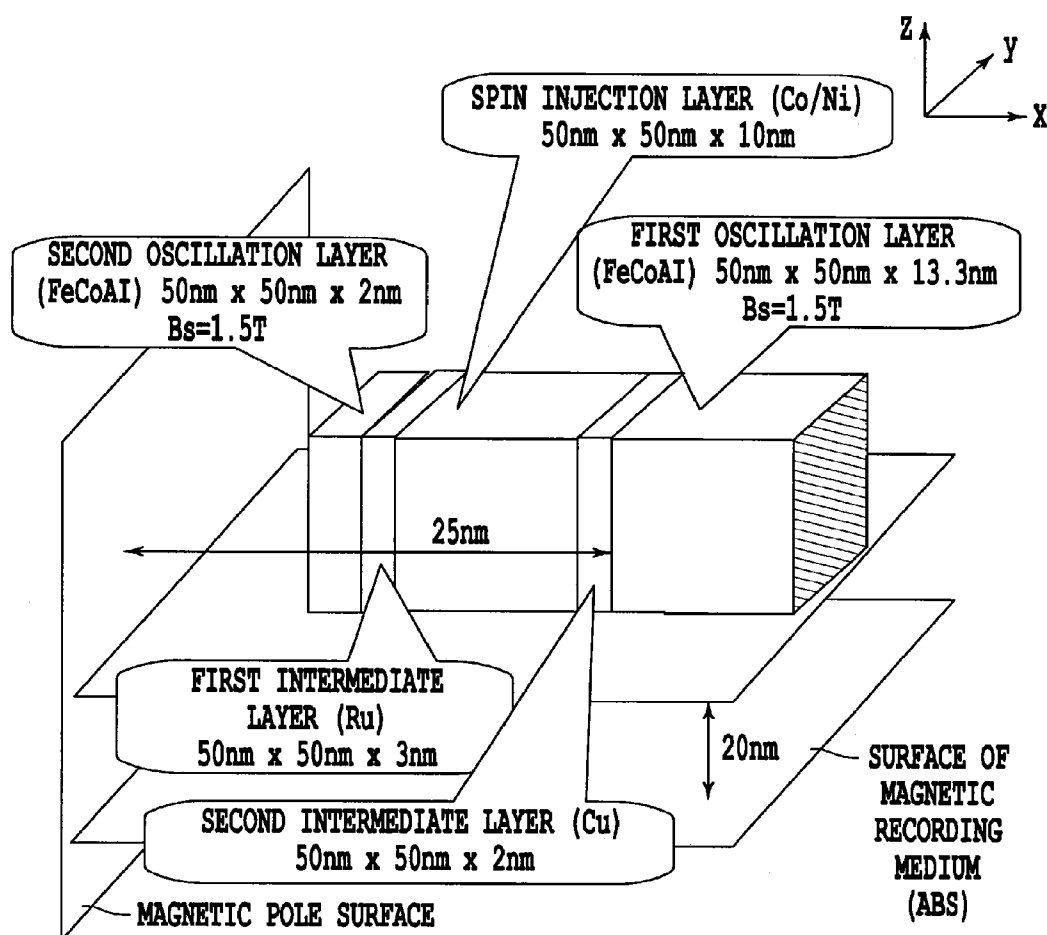 Z
y
X
SPIN INJECTION LAYER (Co/Ni)
50nm x 50nm x 10nm
SECOND OSCILLATION LAYER
(FeCoAl) 50nm x 50nm x 2nm
Bs=1.5T
FIRST OSCILLATION LAYER
(FeCoAl) 50nm x 50nm x 13.3nm
Bs=1.5T
25nm
FIRST INTERMEDIATE
LAYER (Ru)
50nm x 50nm x 3nm
20nm
SURFACE OF
MAGNETIC
RECORDING
MEDIUM
(ABS)
SECOND INTERMEDIATE LAYER (Cu)
50nm x 50nm x 2nm
MAGNETIC POLE SURFACE